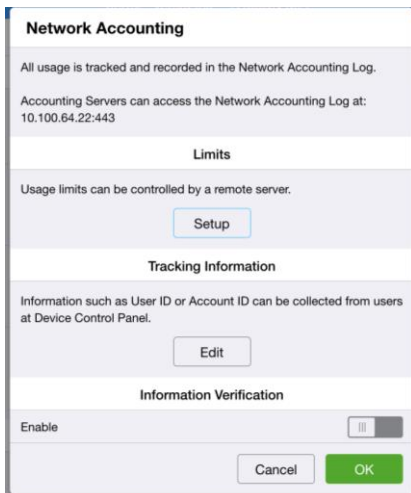 Network Accounting
All usage is tracked and recorded in the Network Accounting Log.
Accounting Servers can access the Network Accounting Log at:
10.100.64.22:443
Limits
Usage limits can be controlled by a remote server.
Setup
Tracking Information
Information such as User ID or Account ID can be collected from users
at Device Control Panel.
Edit
Information Verification
Enable
Cancel OK